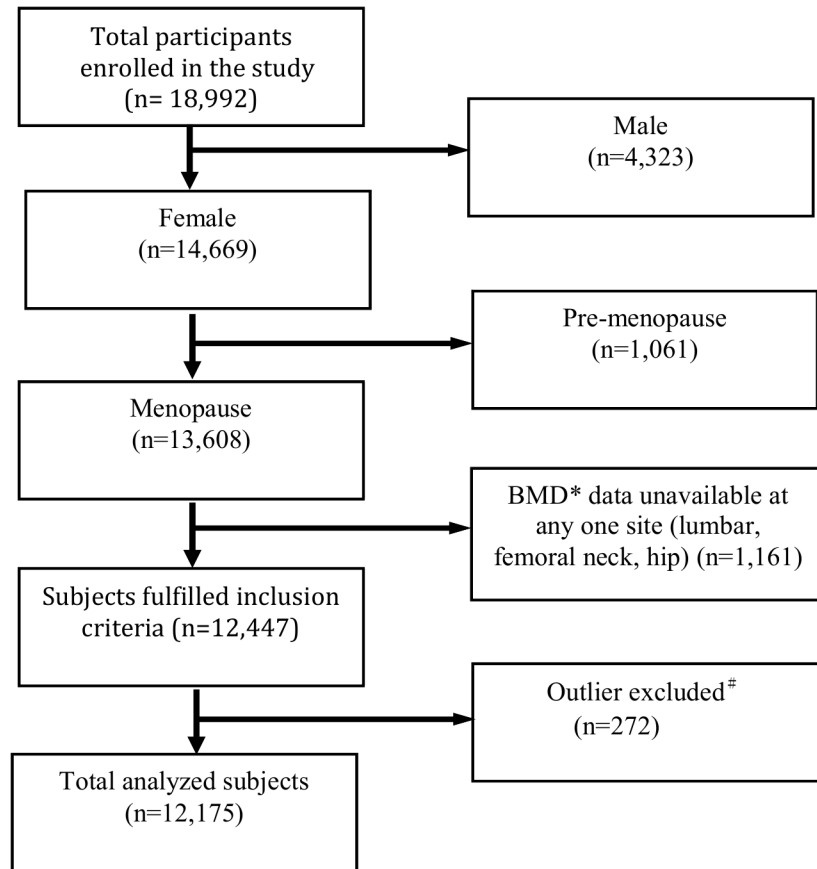 Total participants
enrolled in the study
(n= 18,992)
Male
(n=4,323)
Female
(n=14,669)
Pre-menopause
(n=1,061)
Menopause
(n=13,608)
BMD* data unavailable at
any one site (lumbar,
femoral neck, hip) (n=1,161)
Subjects fulfilled inclusion
criteria (n=12,447)
Outlier excluded#
(n=272)
Total analyzed subjects
(n=12,175)